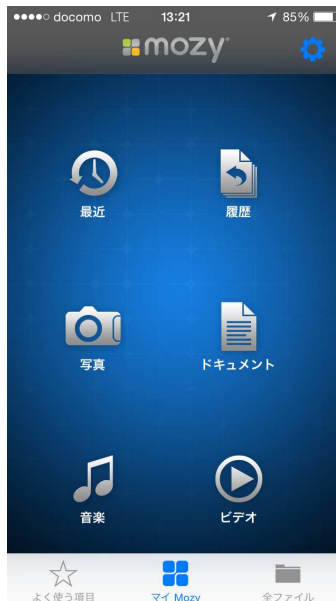 docomo LTE 13:21 85%
mozy
最近 履歴
写真 ドキュメント
音楽 ビデオ
よく使う項目 マイ Mozy 全ファイル